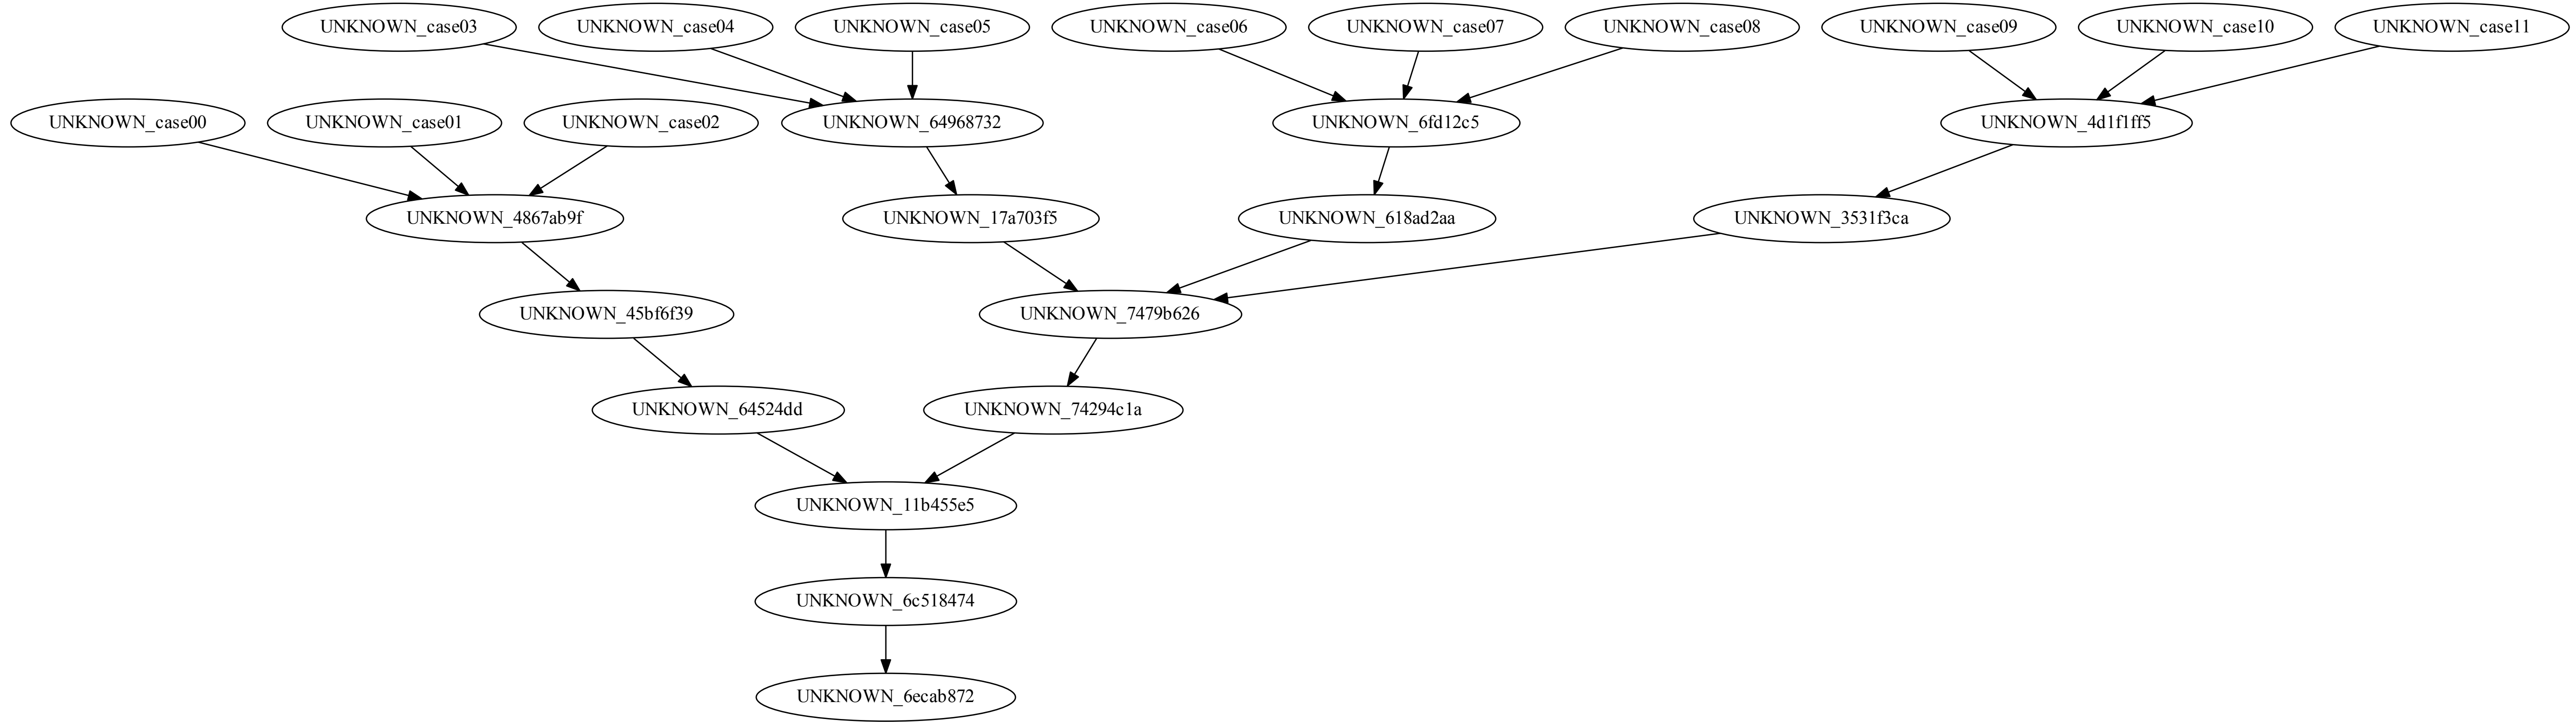 UNKNOWN_case03
UNKNOWN_case04
UNKNOWN_case05
UNKNOWN_case06
UNKNOWN_case07
UNKNOWN_case08
UNKNOWN_case09
UNKNOWN_case10
UNKNOWN_case11
UNKNOWN_case00
UNKNOWN_case01
UNKNOWN_case02
UNKNOWN_64968732
UNKNOWN_6fd12c5
UNKNOWN_4d1f1ff5
UNKNOWN_4867ab9f
UNKNOWN_17a703f5
UNKNOWN_618ad2aa
UNKNOWN_3531f3ca
UNKNOWN_45bf6f39
UNKNOWN_7479b626
UNKNOWN_64524dd
UNKNOWN_74294c1a
UNKNOWN_11b455e5
UNKNOWN_6c518474
UNKNOWN_6ecab872